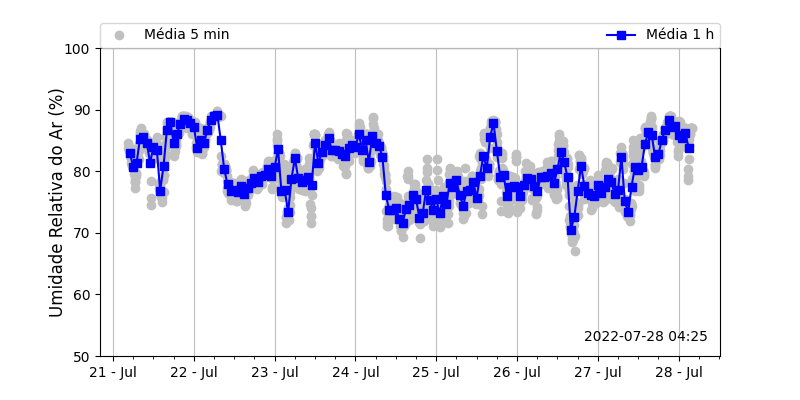 Média 5 min
Média 1 h
Umidade Relativa do Ar (%)
100
90
80
70
60
50
2022-07-28 04:25
21 - Jul
22 - Jul
23 - Jul
24 - Jul
25 - Jul
26 - Jul
27 - Jul
28 - Jul